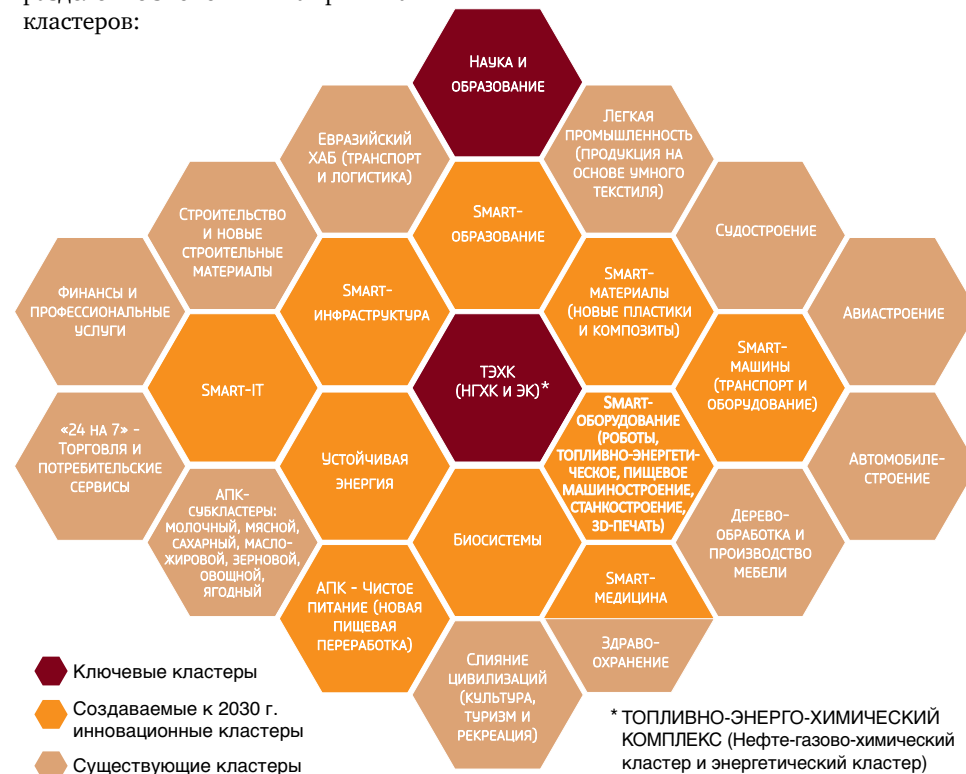 кластеров:
Наука и
образование
Евразийский
ХАБ (транспорт
и логистика)
Легкая
промышленность
(продукция на
основе умного
текстиля)
Строительство
и новые
строительные
материалы
Smart-
образование
Судостроение
Финансы и
профессиональные
услуги
Smart-
инфраструктура
Smart-
материалы
(новые пластики
и композиты)
Авиастроение
Smart-IT
ТЭХК
(НГХК и ЭК)*
Smart-
машины
(транспорт и
оборудование)
«24 на 7» -
Торговля и
потребительские
сервисы
Устойчивая
энергия
Smart-
оборудование
(роботы,
топливно-энергети-
ческое, пищевое
машиностроение,
станкостроение,
3D-печать)
Автомобиле-
строение
АПК-
субкластеры:
молочный, мясной,
сахарный, масло-
жировой, зерновой,
овощной,
ягодный
Биосистемы
Дерево-
обработка и
производство
мебели
АПК - Чистое
питание (новая
пищевая
переработка)
Smart-
медицина
Здраво-
охранение
Слияние
цивилизаций
(культура,
туризм и
рекреация)
Ключевые кластеры
Создаваемые к 2030 г.
инновационные кластеры
Существующие кластеры
* ТОПЛИВНО-ЭНЕРГО-ХИМИЧЕСКИЙ
КОМПЛЕКС (Нефте-газово-химический
кластер и энергетический кластер)